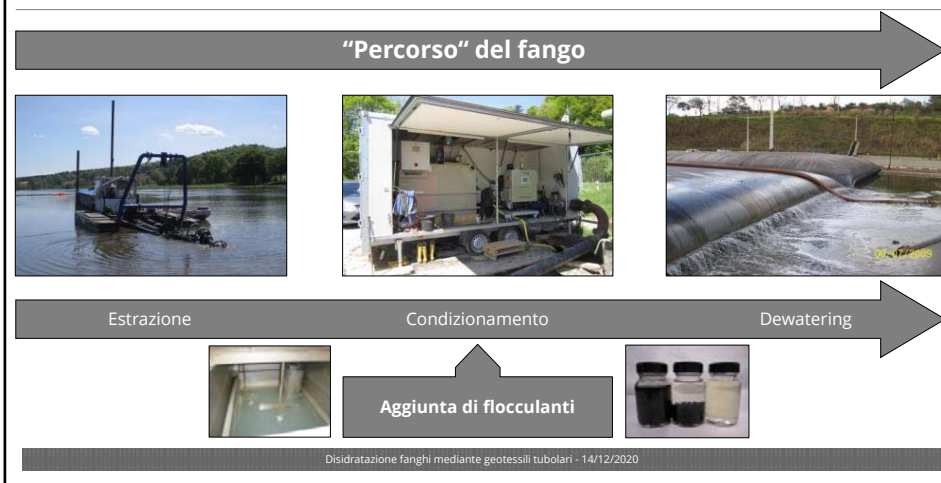 “Percorso“ del fango
Estrazione
Condizionamento
Dewatering
Aggiunta di flocculanti
Disidratazione fanghi mediante geotessili tubolari - 14/12/2020